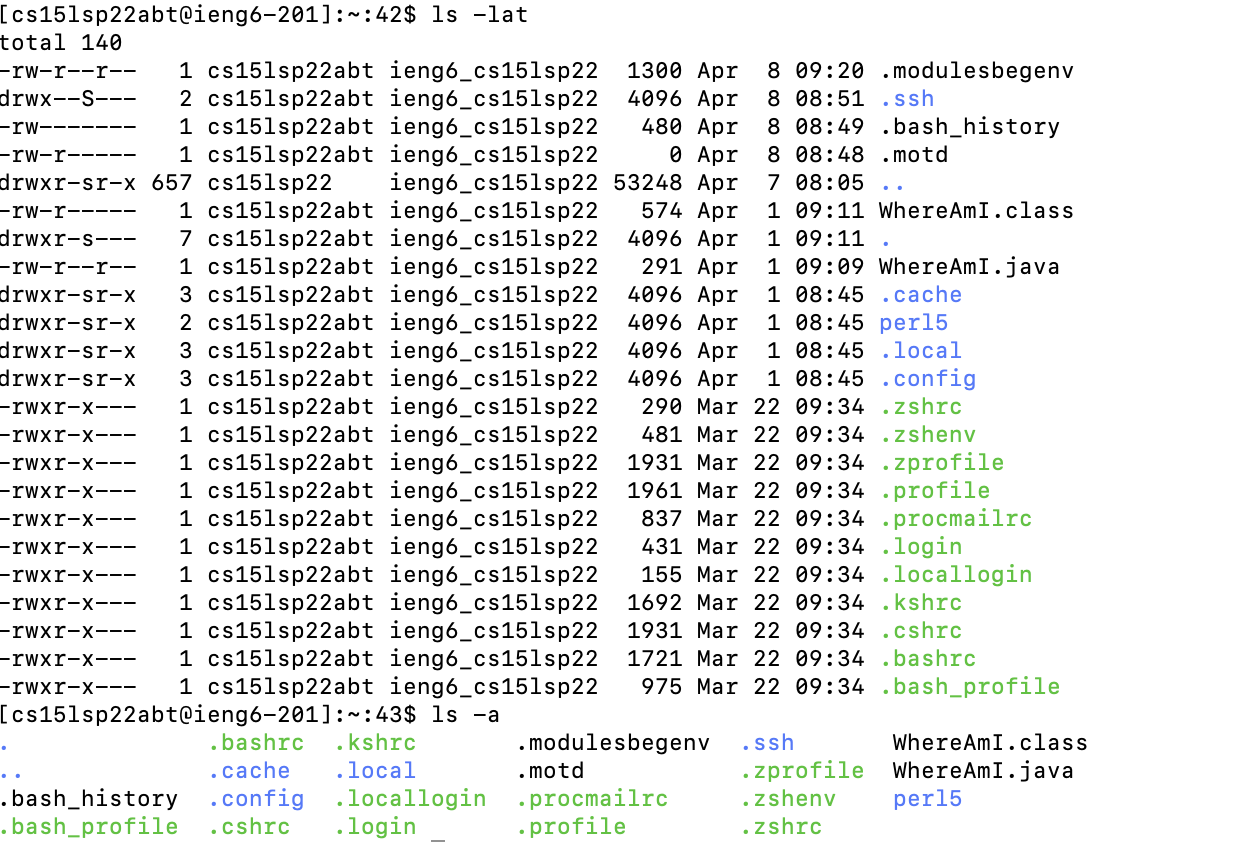 [cs15lsp22abt@ieng6-201]:~:42$ ls -lat
total 140
-rw-r--r--   1 cs15lsp22abt ieng6_cs15lsp22  1300 Apr  8 09:20 .modulesbegenv
drwx--S---   2 cs15lsp22abt ieng6_cs15lsp22  4096 Apr  8 08:51 .ssh
-rw-------   1 cs15lsp22abt ieng6_cs15lsp22   480 Apr  8 08:49 .bash_history
-rw-r-----   1 cs15lsp22abt ieng6_cs15lsp22     0 Apr  8 08:48 .motd
drwxr-sr-x 657 cs15lsp22    ieng6_cs15lsp22 53248 Apr  7 08:05 ..
-rw-r-----   1 cs15lsp22abt ieng6_cs15lsp22   574 Apr  1 09:11 WhereAmI.class
drwxr-s---   7 cs15lsp22abt ieng6_cs15lsp22  4096 Apr  1 09:11 .
-rw-r--r--   1 cs15lsp22abt ieng6_cs15lsp22   291 Apr  1 09:09 WhereAmI.java
drwxr-sr-x   3 cs15lsp22abt ieng6_cs15lsp22  4096 Apr  1 08:45 .cache
drwxr-sr-x   2 cs15lsp22abt ieng6_cs15lsp22  4096 Apr  1 08:45 perl5
drwxr-sr-x   3 cs15lsp22abt ieng6_cs15lsp22  4096 Apr  1 08:45 .local
drwxr-sr-x   3 cs15lsp22abt ieng6_cs15lsp22  4096 Apr  1 08:45 .config
-rwxr-x---   1 cs15lsp22abt ieng6_cs15lsp22   290 Mar 22 09:34 .zshrc
-rwxr-x---   1 cs15lsp22abt ieng6_cs15lsp22   481 Mar 22 09:34 .zshenv
-rwxr-x---   1 cs15lsp22abt ieng6_cs15lsp22  1931 Mar 22 09:34 .zprofile
-rwxr-x---   1 cs15lsp22abt ieng6_cs15lsp22  1961 Mar 22 09:34 .profile
-rwxr-x---   1 cs15lsp22abt ieng6_cs15lsp22   837 Mar 22 09:34 .procmailrc
-rwxr-x---   1 cs15lsp22abt ieng6_cs15lsp22   431 Mar 22 09:34 .login
-rwxr-x---   1 cs15lsp22abt ieng6_cs15lsp22   155 Mar 22 09:34 .locallogin
-rwxr-x---   1 cs15lsp22abt ieng6_cs15lsp22  1692 Mar 22 09:34 .kshrc
-rwxr-x---   1 cs15lsp22abt ieng6_cs15lsp22  1931 Mar 22 09:34 .cshrc
-rwxr-x---   1 cs15lsp22abt ieng6_cs15lsp22  1721 Mar 22 09:34 .bashrc
-rwxr-x---   1 cs15lsp22abt ieng6_cs15lsp22   975 Mar 22 09:34 .bash_profile
[cs15lsp22abt@ieng6-201]:~:43$ ls -a
.              .bashrc  .kshrc       .modulesbegenv  .ssh       WhereAmI.class
..             .cache   .local       .motd           .zprofile  WhereAmI.java
.bash_history  .config  .locallogin  .procmailrc     .zshenv    perl5
.bash_profile  .cshrc   .login       .profile        .zshrc